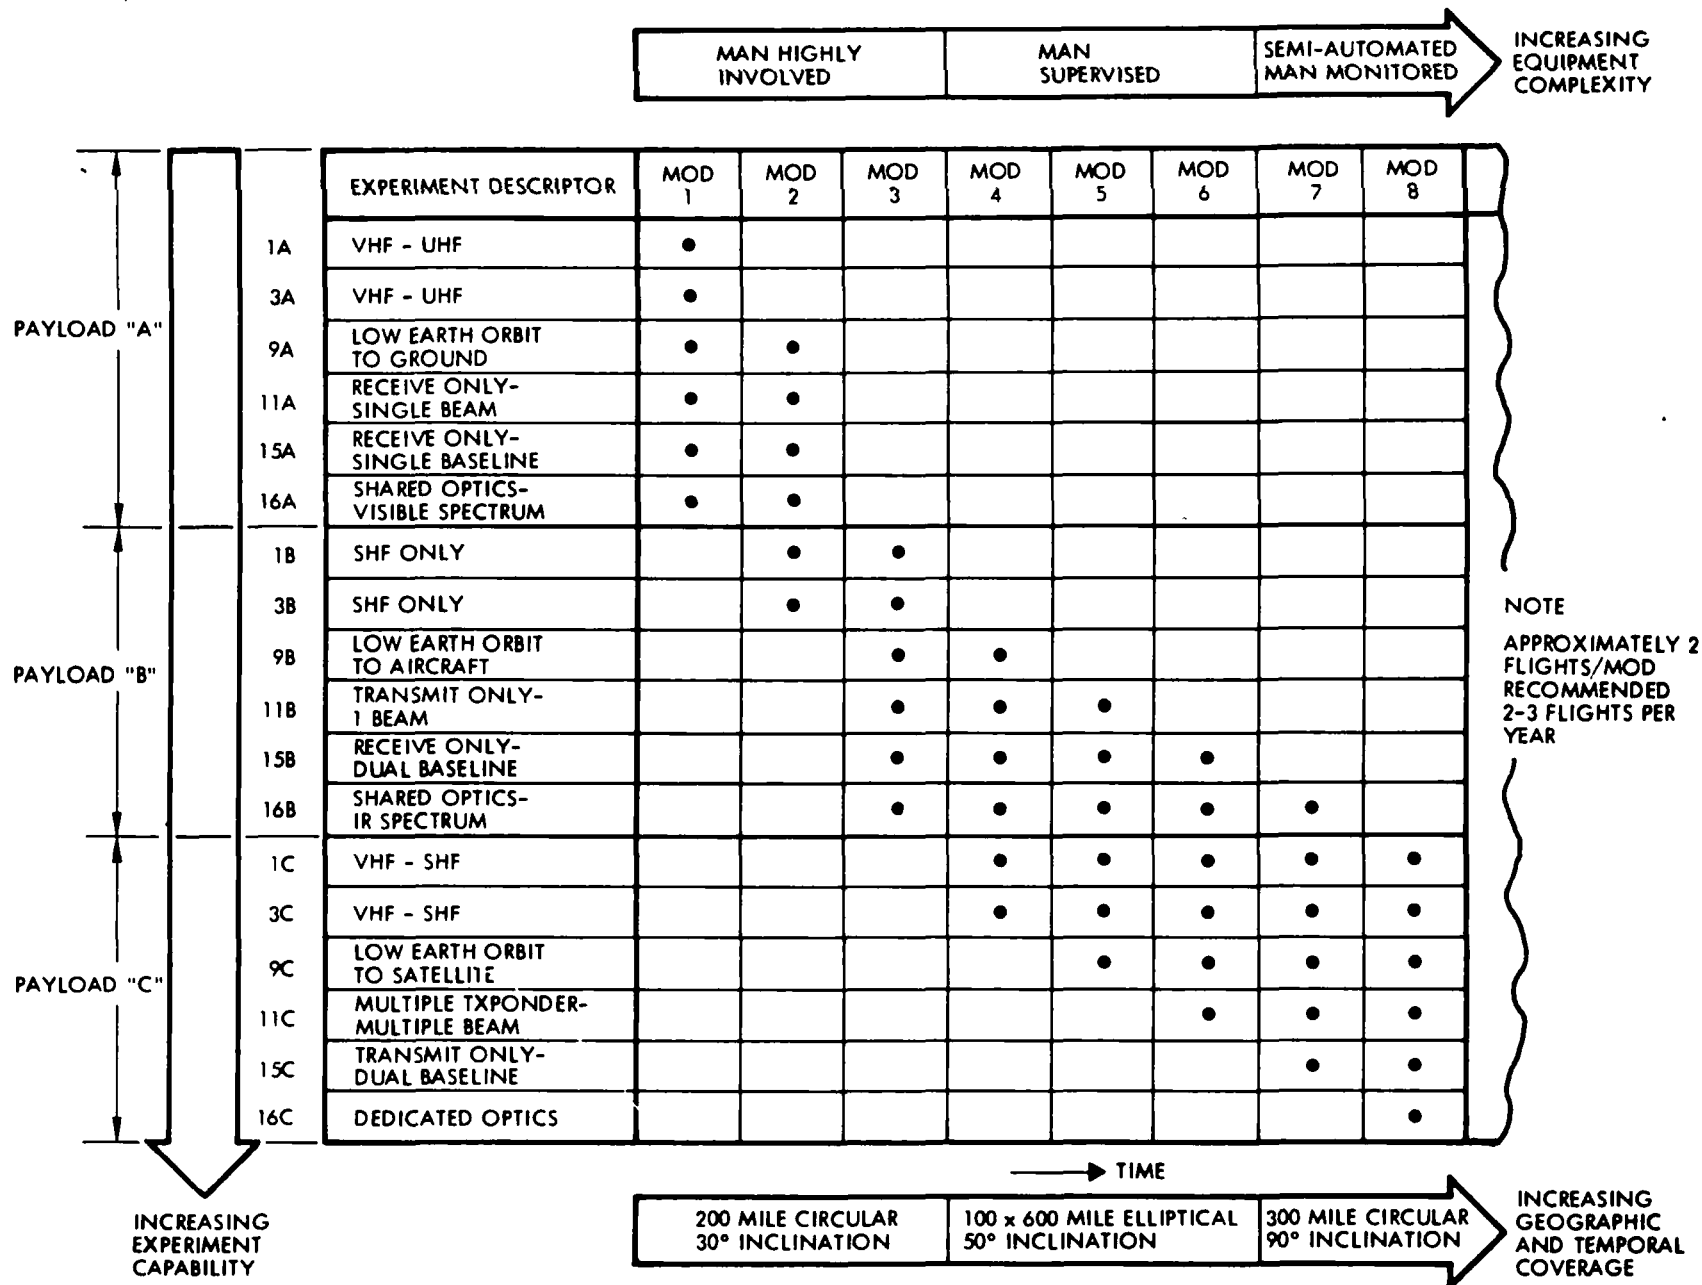 MAN HIGHLY
INVOLVED
MAN
SUPERVISED
SEMI-AUTOMATED
MAN MONITORED
INCREASING
EQUIPMENT
COMPLEXITY
EXPERIMENT DESCRIPTOR
MOD
1
MOD
2
MOD
3
MOD
4
MOD
5
MOD
6
MOD
7
MOD
8
PAYLOAD "A"
1A VHF - UHF
3A VHF - UHF
9A LOW EARTH ORBIT
TO GROUND
11A RECEIVE ONLY-
SINGLE BEAM
15A RECEIVE ONLY-
SINGLE BASELINE
16A SHARED OPTICS-
VISIBLE SPECTRUM
PAYLOAD "B"
1B SHF ONLY
3B SHF ONLY
9B LOW EARTH ORBIT
TO AIRCRAFT
11B TRANSMIT ONLY-
1 BEAM
15B RECEIVE ONLY-
DUAL BASELINE
16B SHARED OPTICS-
IR SPECTRUM
PAYLOAD "C"
1C VHF - SHF
3C VHF - SHF
9C LOW EARTH ORBIT
TO SATELLITE
11C MULTIPLE TXPONDER-
MULTIPLE BEAM
15C TRANSMIT ONLY-
DUAL BASELINE
16C DEDICATED OPTICS
NOTE
APPROXIMATELY 2
FLIGHTS/MOD
RECOMMENDED
2-3 FLIGHTS PER
YEAR
TIME
INCREASING
EXPERIMENT
CAPABILITY
200 MILE CIRCULAR
30° INCLINATION
100 x 600 MILE ELLIPTICAL
50° INCLINATION
300 MILE CIRCULAR
90° INCLINATION
INCREASING
GEOGRAPHIC
AND TEMPORAL
COVERAGE